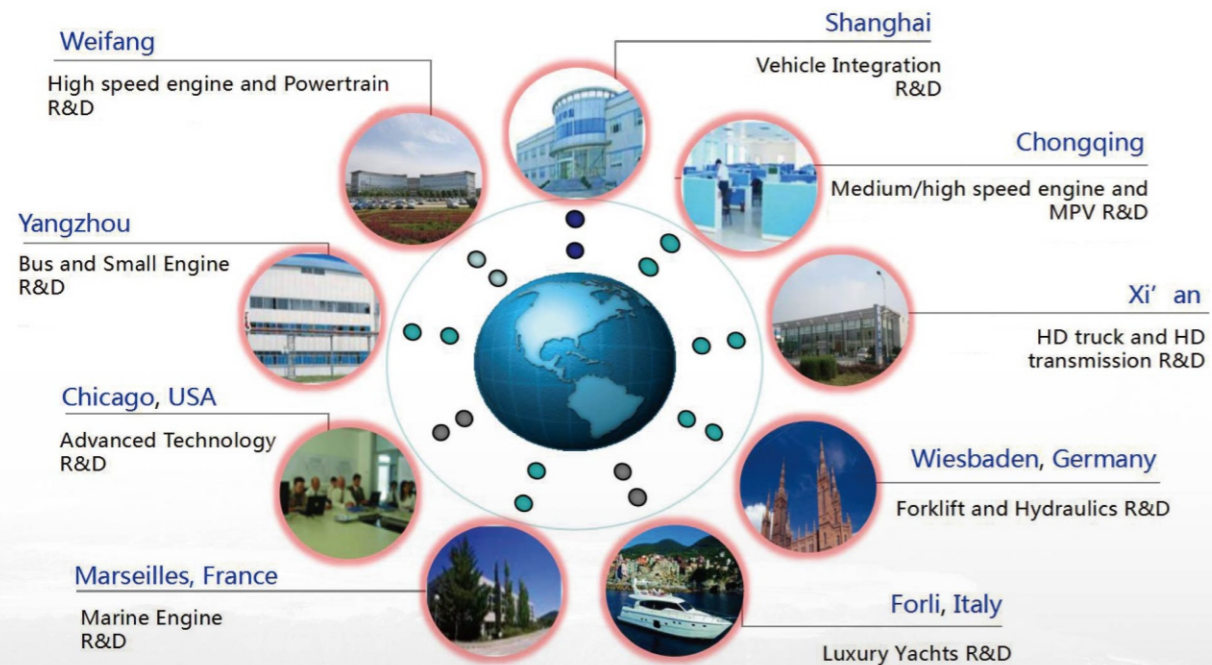 Weifang
High speed engine and Powertrain
R&D
Shanghai
Vehicle Integration
R&D
Chongqing
Medium/high speed engine and
MPV R&D
Yangzhou
Bus and Small Engine
R&D
Xi’ an
HD truck and HD
transmission R&D
Chicago, USA
Advanced Technology
R&D
Wiesbaden, Germany
Forklift and Hydraulics R&D
Marseilles, France
Marine Engine
R&D
Forli, Italy
Luxury Yachts R&D